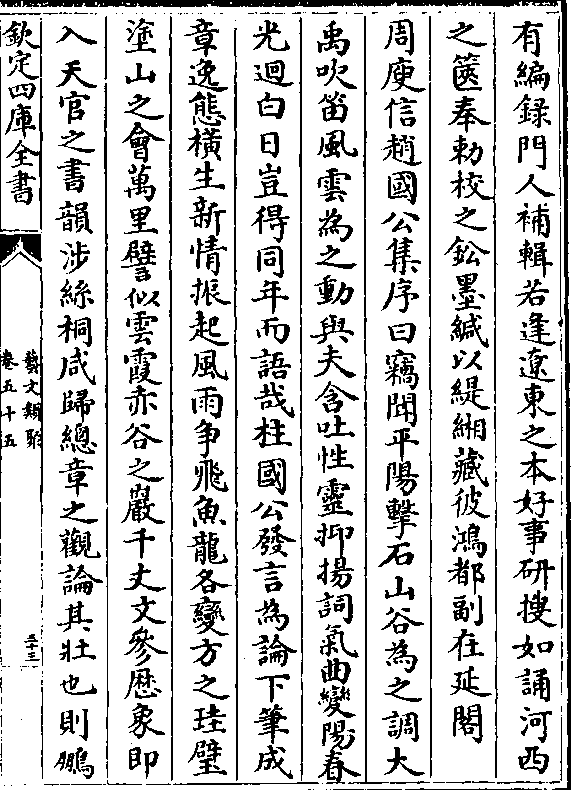 有編録門人補輯若逢遼東之本好事研搜如誦河西
之篋奉勅校之鈆墨緘以緹緗藏彼鴻都副在延閣
周庾信趙國公集序曰竊聞平陽擊石山谷為之調大
禹吹笛風雲為之動與夫含吐性靈抑揚詞氣曲變陽春
光迴白日豈得同年而語哉柱國公發言為論下筆成
章逸態横生新情振起風雨争飛魚龍各變方之珪璧
塗山之會萬里譬似雲霞赤谷之巖千丈文參歴象即
入天官之書韻涉絲桐咸歸總章之觀論其壯也則鵬
欽定四庫全書
藝文類聚
卷五十五
三十三